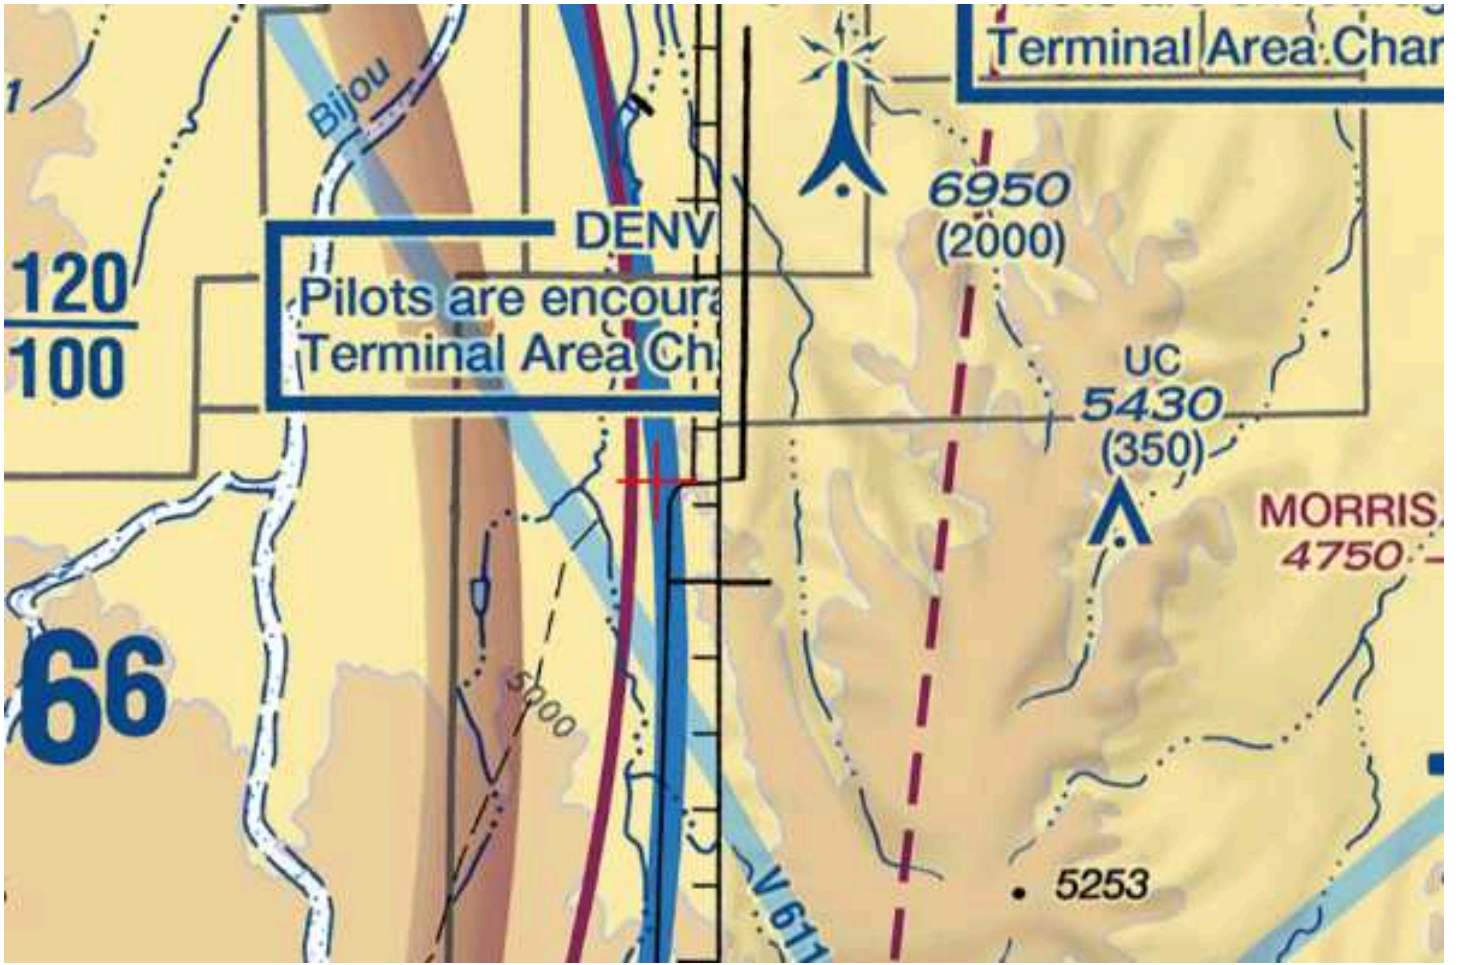 1
Bijou
Terminal Area Char
6950
(2000)
DENV
120
100
Pilots are encoura
Terminal Area Ch
UC
5430
(350)
MORRIS
4750
66
5000
5253
V 611